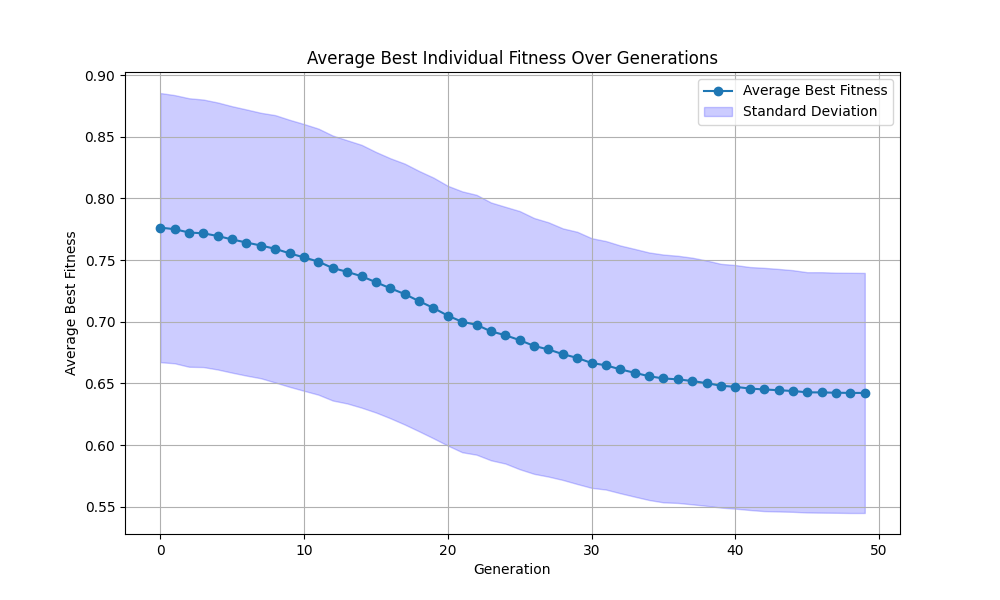 Average Best Individual Fitness Over Generations
Average Best Fitness
Standard Deviation
Average Best Fitness
0.90
0.85
0.80
0.75
0.70
0.65
0.60
0.55
0 10 20 30 40 50
Generation